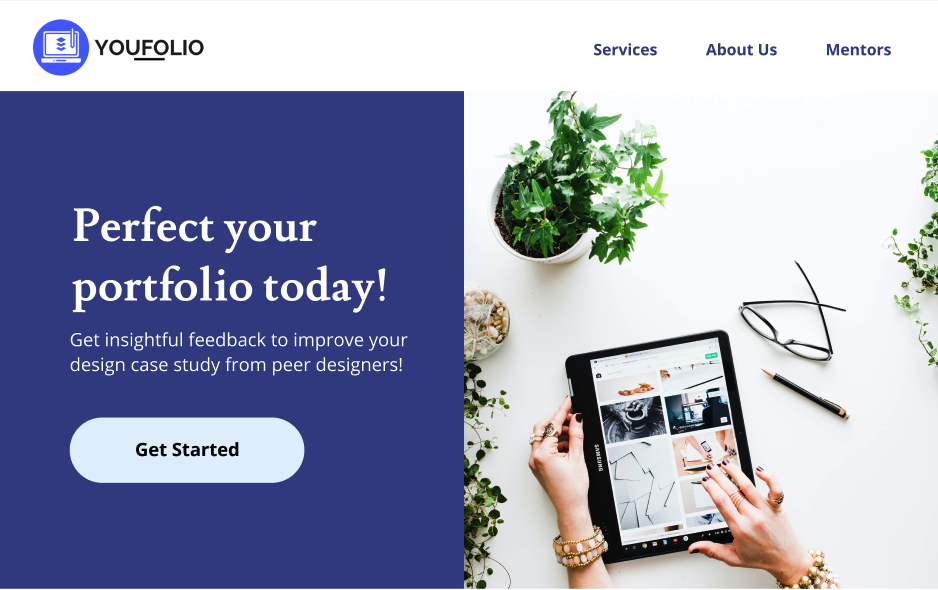 YOUFOLIO
Services About Us Mentors
Perfect your
portfolio today!
Get insightful feedback to improve your
design case study from peer designers!
Get Started
SAMSUNG